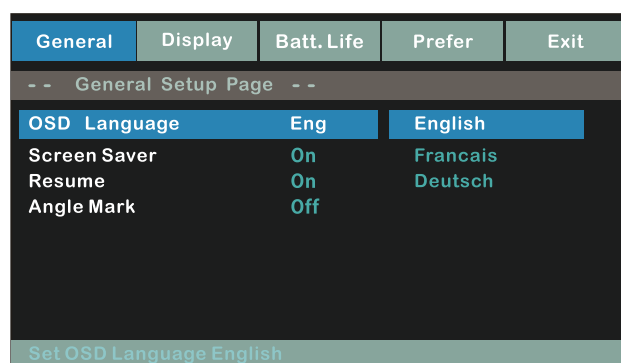 General Display Batt. Life Prefer Exit
-- General Setup Page --
OSD Language Eng English
Screen Saver On Francais
Resume On Deutsch
Angle Mark Off
Set OSD Language English